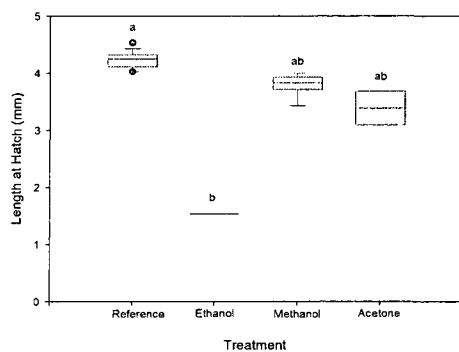 5
4
3
2
1
0
Length at Hatch (mm)
a
b
ab
ab
Reference
Ethanol
Methanol
Acetone
Treatment